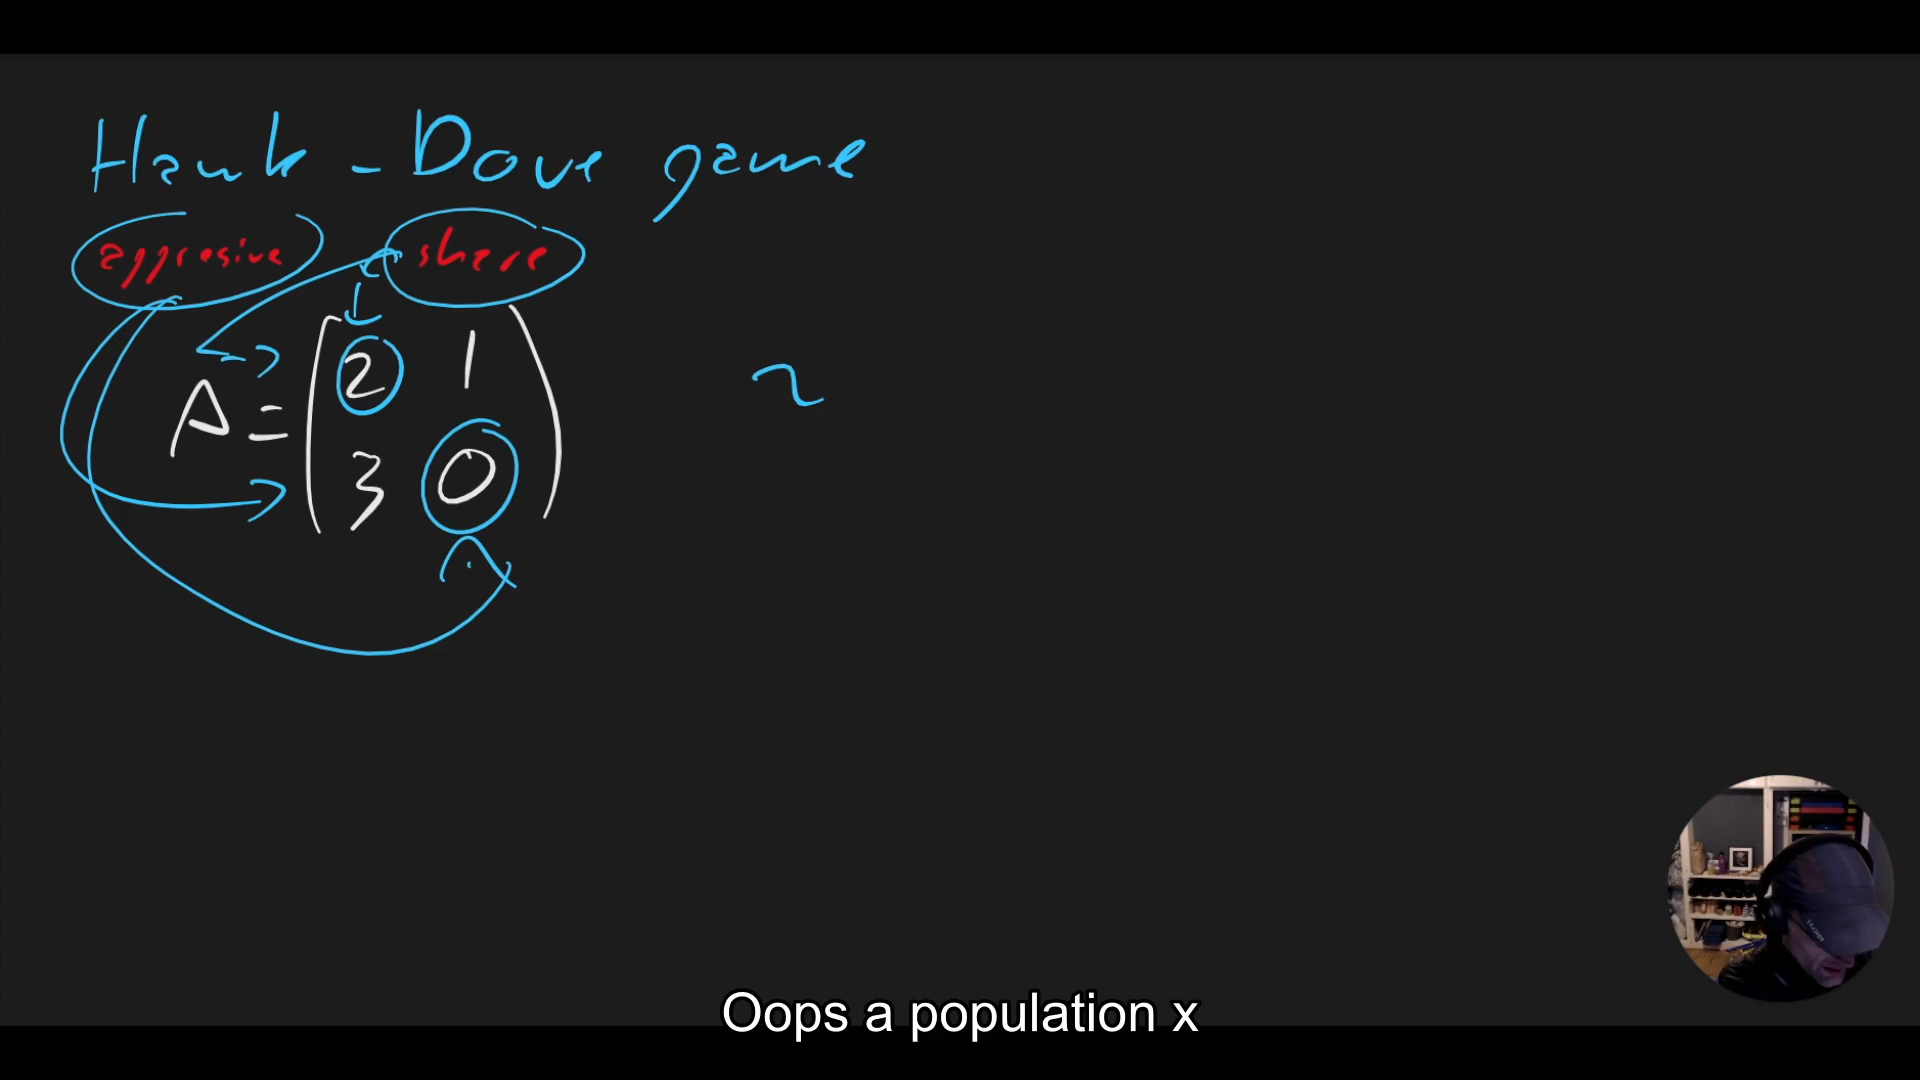 Hawk - Dove game
aggresive share
A = ( 2 1
3 0 )
Oops a population x